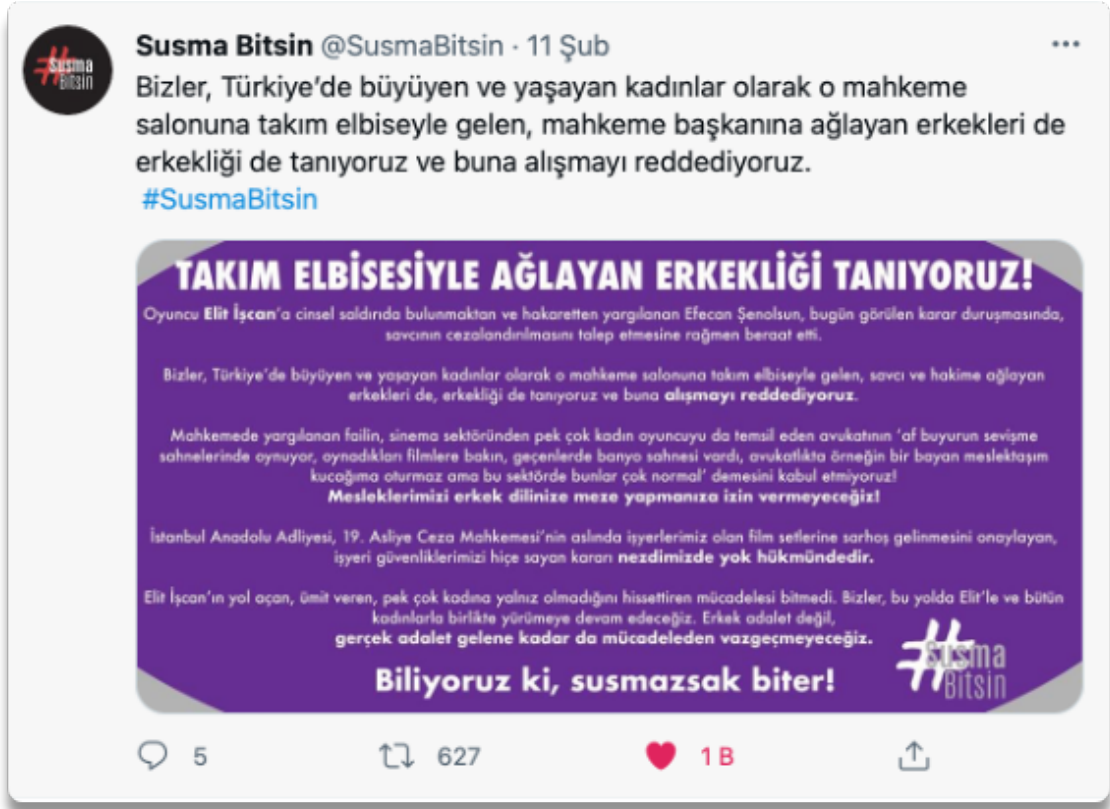 #Susma
Bitsin
Susma Bitsin @SusmaBitsin · 11 Şub
Bizler, Türkiye’de büyüyen ve yaşayan kadınlar olarak o mahkeme
salonuna takım elbiseyle gelen, mahkeme başkanına ağlayan erkekleri de
erkekliği de tanıyoruz ve buna alışmayı reddediyoruz.
#SusmaBitsin
TAKIM ELBİSESİYLE AĞLAYAN ERKEKLİĞİ TANIYORUZ!
Oyuncu Elit İşcan’a cinsel saldırıda bulunmaktan ve hakaretten yargılanan Efecan Şenolsun, bugün görülen karar duruşmasında,
savcının cezalandırılmasını talep etmesine rağmen beraat etti.
Bizler, Türkiye’de büyüyen ve yaşayan kadınlar olarak o mahkeme salonuna takım elbiseyle gelen, savcı ve hakime ağlayan
erkekleri de, erkekliği de tanıyoruz ve buna alışmayı reddediyoruz.
Mahkemede yargılanan failin, sinema sektöründen pek çok kadın oyuncuyu da temsil eden avukatının ‘af buyurun sevişme
sahnelerinde oynuyor, oynadıkları filmlere bakın, geçenlerde banyo sahnesi vardı, avukatlıkta örneğin bir bayan meslektaşım
kucağıma oturmaz ama bu sektörde bunlar çok normal’ demesini kabul etmiyoruz!
Mesleklerimizi erkek dilinize meze yapmanıza izin vermeyeceğiz!
İstanbul Anadolu Adliyesi, 19. Asliye Ceza Mahkemesi’nin aslında işyerlerimiz olan film setlerine sarhoş gelinmesini onaylayan,
işyeri güvenliklerimizi hiçe sayan kararı nezdimizde yok hükmündedir.
Elit İşcan’ın yol açan, ümit veren, pek çok kadına yalnız olmadığını hissettiren mücadelesi bitmedi. Bizler, bu yolda Elit’le ve bütün
kadınlarla birlikte yürümeye devam edeceğiz. Erkek adalet değil,
gerçek adalet gelene kadar da mücadeleden vazgeçmeyeceğiz.
Biliyoruz ki, susmazsak biter!
#Susma
Bitsin
5 627 1 B